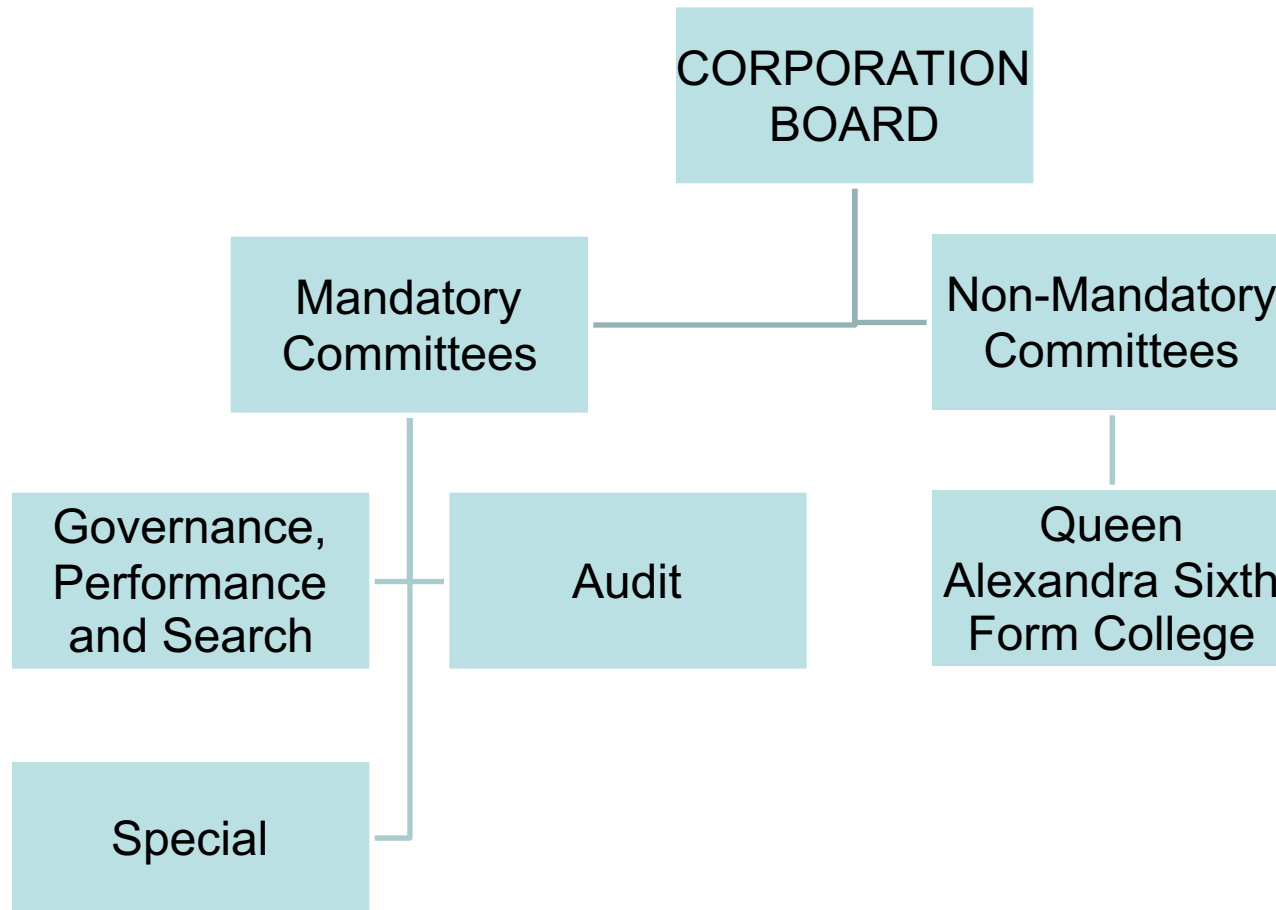 CORPORATION
BOARD
Mandatory
Committees
Non-Mandatory
Committees
Governance,
Performance
and Search
Audit
Queen
Alexandra Sixth
Form College
Special